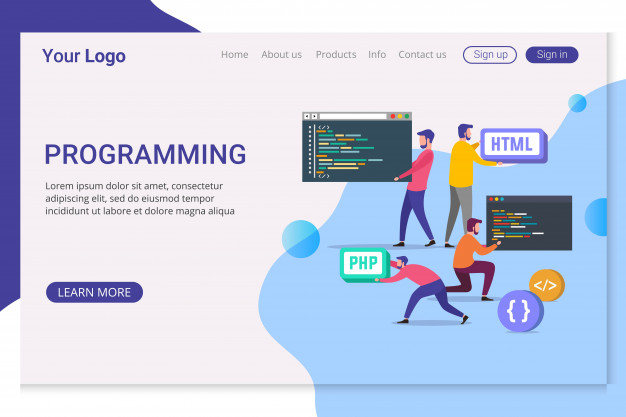 Your Logo
Home About us Products Info Contact us Sign up Sign in
PROGRAMMING
Lorem ipsum dolor sit amet, consectetur
adipiscing elit, sed do eiusmod tempor
incididunt ut labore et dolore magna aliqua
LEARN MORE
</>
HTML
PHP
</>
{ }